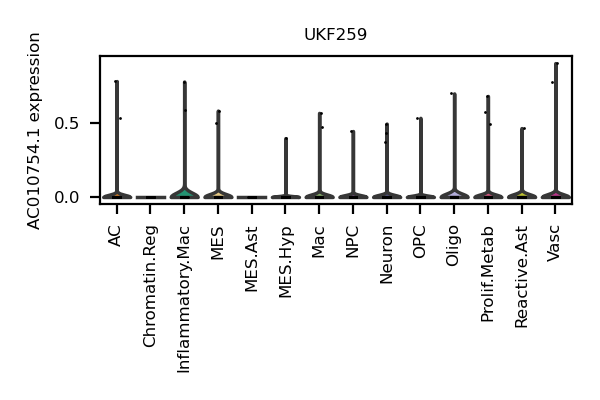 UKF259
AC010754.1 expression
0.5
0.0
AC
Chromatin.Reg
Inflammatory.Mac
MES
MES.Ast
MES.Hyp
Mac
NPC
Neuron
OPC
Oligo
Prolif.Metab
Reactive.Ast
Vasc